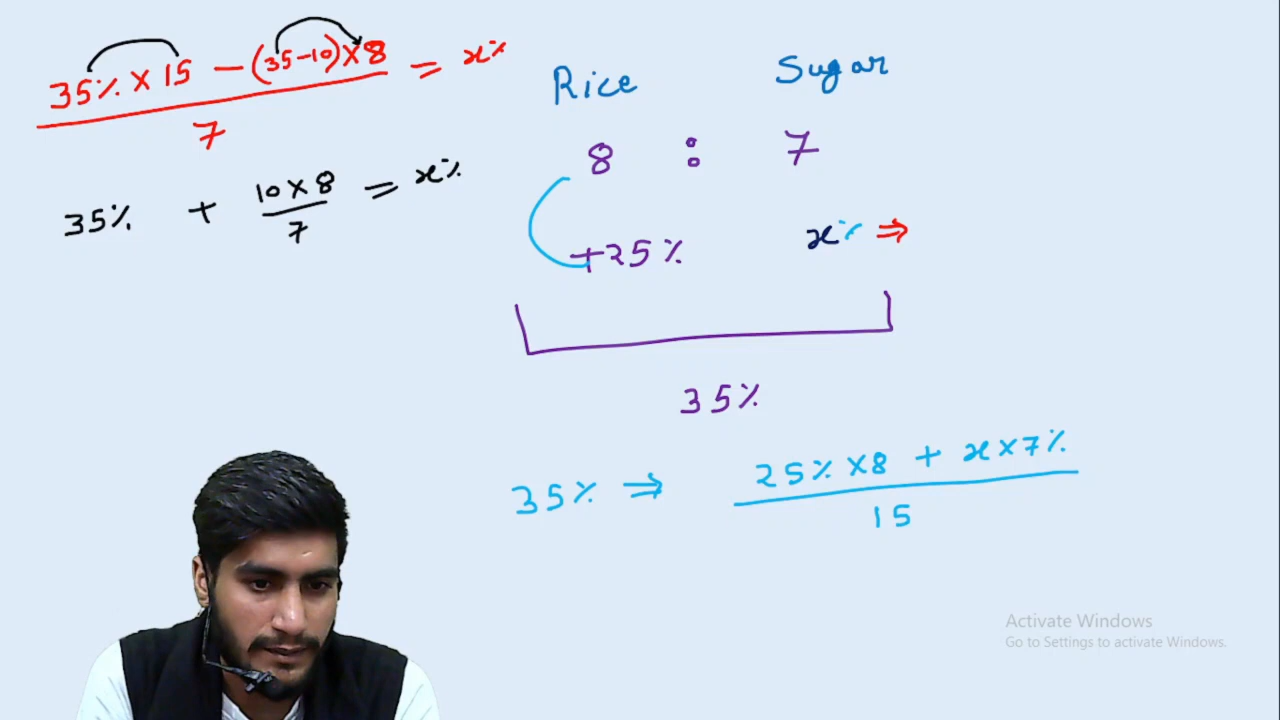 35% × 15 − (35−10) × 8 = x%
7
35% + 10 × 8 = x%
7
Rice Sugar
8 : 7
+25% x% ⇒
35%
35% ⇒ 25% × 8 + x × 7%
15
Activate Windows
Go to Settings to activate Windows.